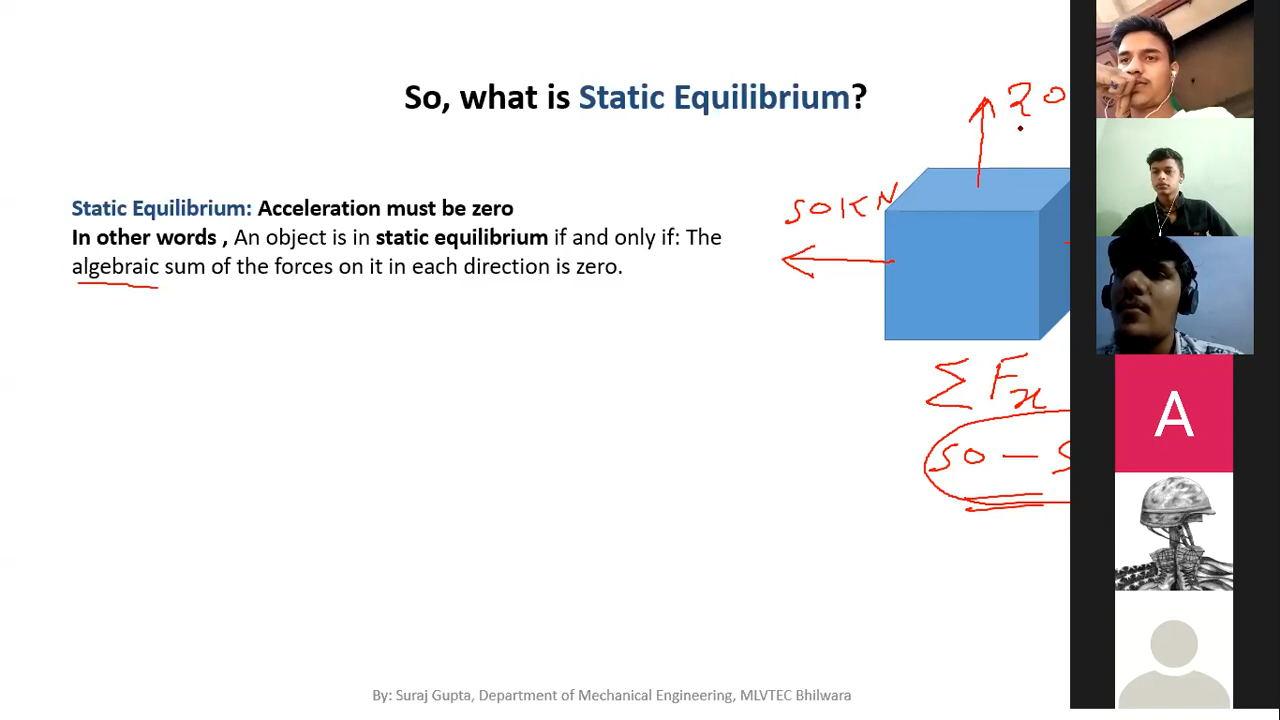 So, what is Static Equilibrium?
20
50KN
Static Equilibrium: Acceleration must be zero
In other words , An object is in static equilibrium if and only if: The
algebraic sum of the forces on it in each direction is zero.
ΣFx
50 –
A
By: Suraj Gupta, Department of Mechanical Engineering, MLVTEC Bhilwara